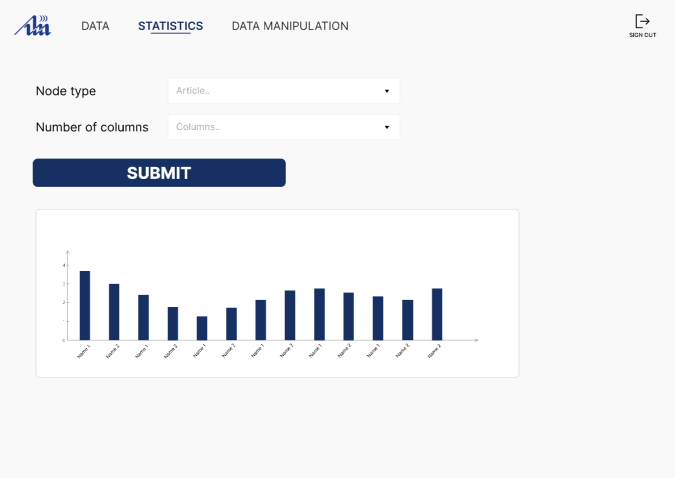 DATA STATISTICS DATA MANIPULATION
SIGN OUT
Node type Article..
Number of columns Columns..
SUBMIT
4
3
2
1
0
Name 1 Name 2 Name 1 Name 2 Name 1 Name 2 Name 1 Name 2 Name 1 Name 2 Name 1 Name 2 Name 2